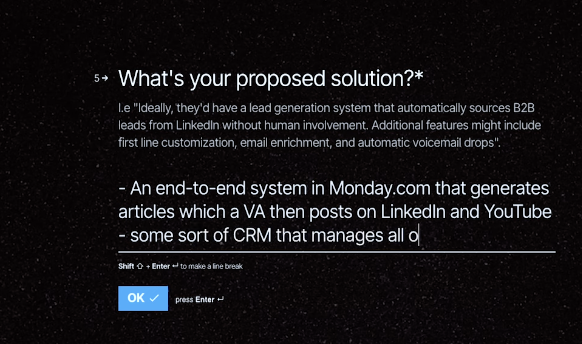 5→ What's your proposed solution?*
I.e "Ideally, they'd have a lead generation system that automatically sources B2B
leads from LinkedIn without human involvement. Additional features might include
first line customization, email enrichment, and automatic voicemail drops".
- An end-to-end system in Monday.com that generates
articles which a VA then posts on LinkedIn and YouTube
- some sort of CRM that manages all o
Shift ⇧ + Enter ↵ to make a line break
OK ✓ press Enter ↵